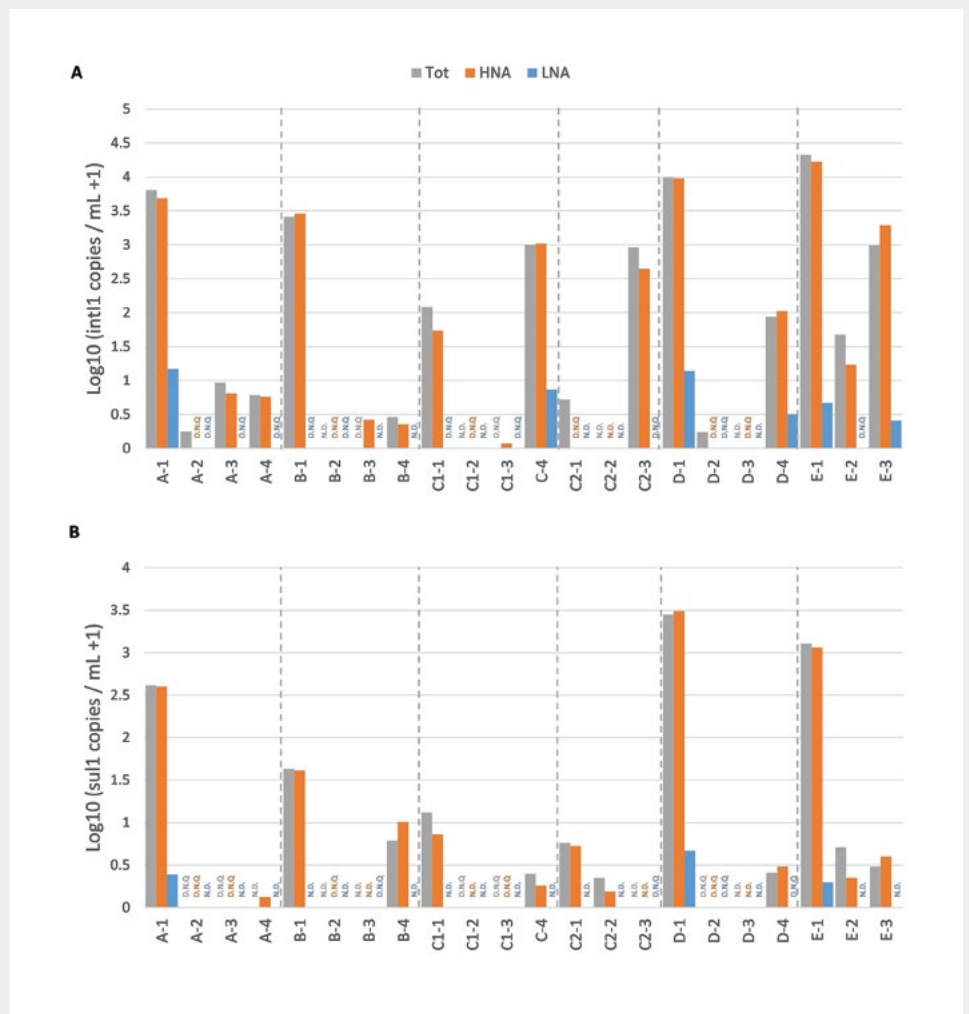 A
Tot HNA LNA
Log10 (intI1 copies / mL +1)
5
4.5
4
3.5
3
2.5
2
1.5
1
0.5
0
D.N.Q D.N.Q D.N.Q D.N.Q D.N.Q N.D. D.N.Q D.N.Q D.N.Q N.D. N.D. D.N.Q N.D. D.N.Q N.D. D.N.Q D.N.Q D.N.Q N.D. N.D. N.D. N.D. D.N.Q D.N.Q D.N.Q N.D. D.N.Q N.D. D.N.Q
A-1 A-2 A-3 A-4 B-1 B-2 B-3 B-4 C1-1 C1-2 C1-3 C-4 C2-1 C2-2 C2-3 D-1 D-2 D-3 D-4 E-1 E-2 E-3
B
Log10 (sul1 copies / mL +1)
4
3.5
3
2.5
2
1.5
1
0.5
0
D.N.Q D.N.Q N.D. D.N.Q D.N.Q N.D. N.D. N.D. N.D. N.D. D.N.Q N.D. N.D. N.D. D.N.Q N.D. N.D. D.N.Q N.D. N.D. D.N.Q D.N.Q N.D. N.D. N.D. N.D. N.D. N.D. D.N.Q D.N.Q D.N.Q D.N.Q N.D. N.D. N.D. D.N.Q N.D. N.D.
A-1 A-2 A-3 A-4 B-1 B-2 B-3 B-4 C1-1 C1-2 C1-3 C-4 C2-1 C2-2 C2-3 D-1 D-2 D-3 D-4 E-1 E-2 E-3